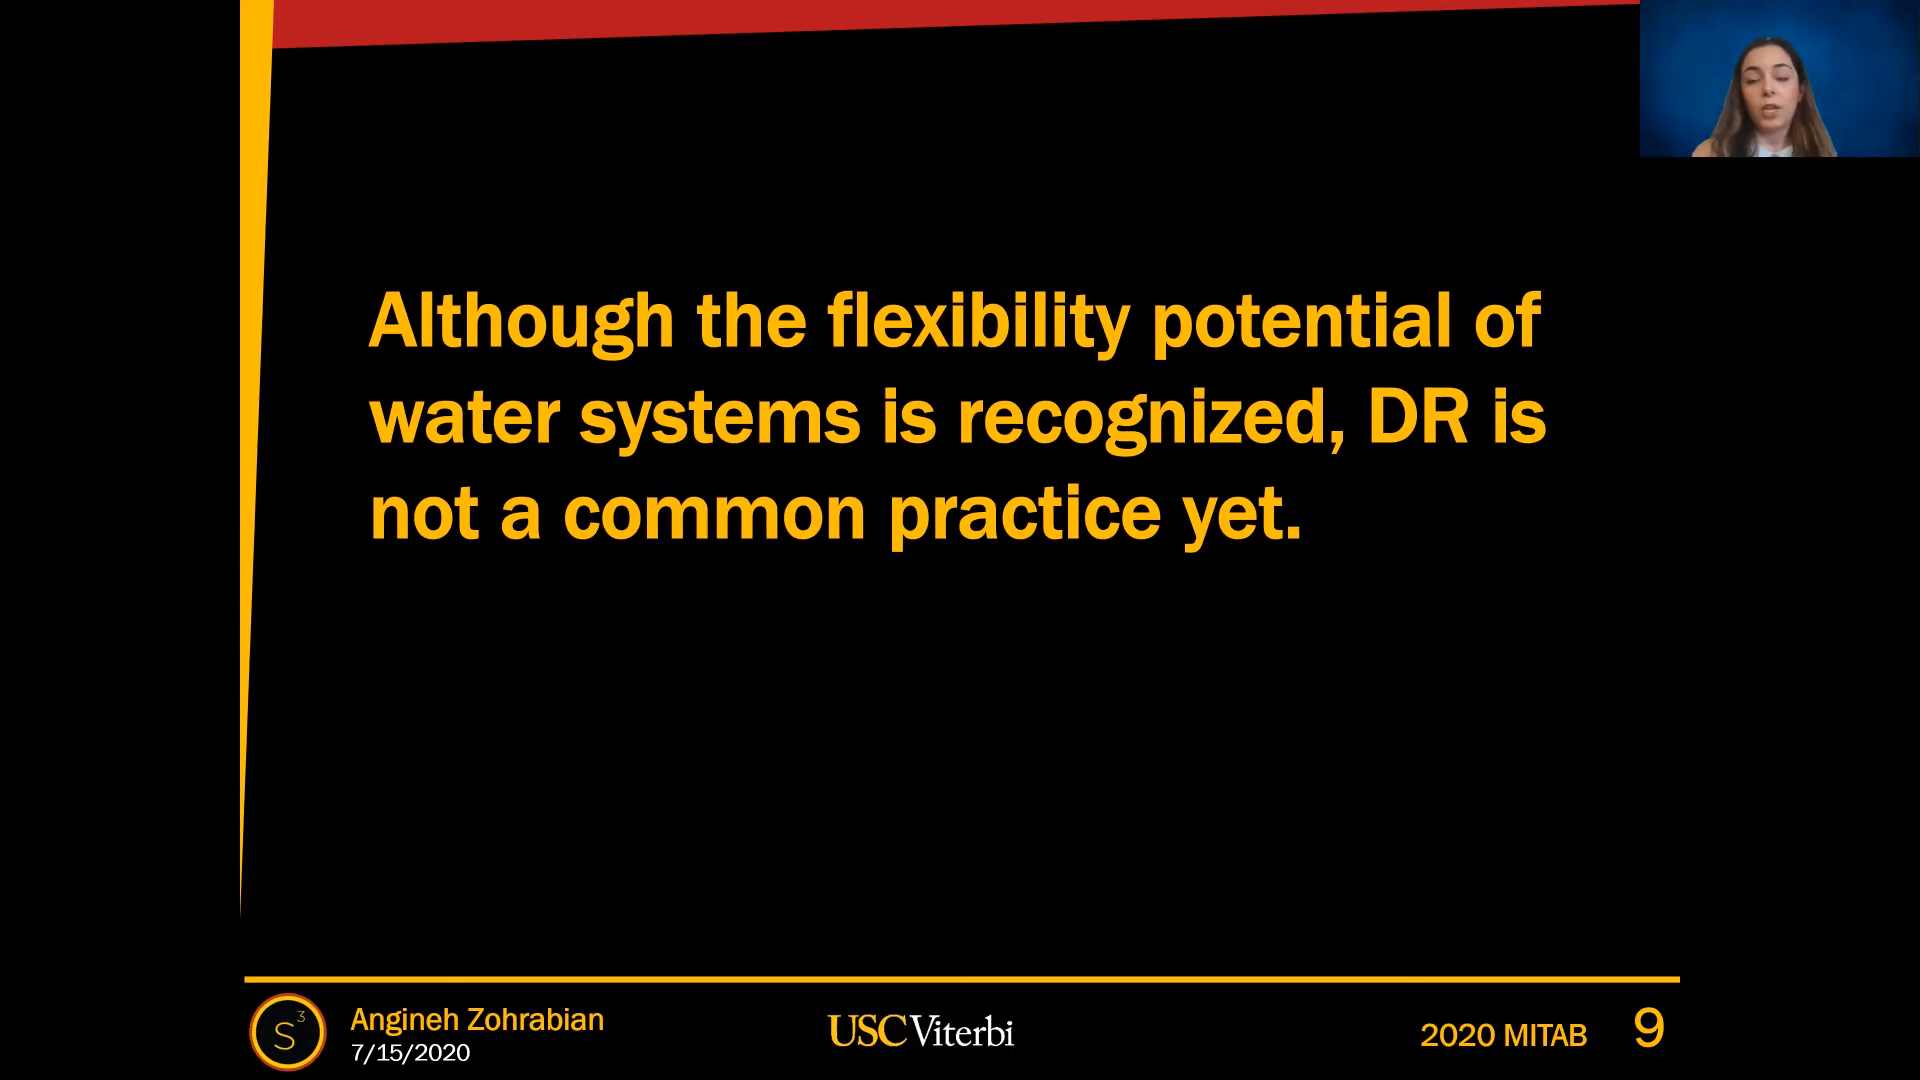 Although the flexibility potential of
water systems is recognized, DR is
not a common practice yet.
S3
Angineh Zohrabian
7/15/2020
USC Viterbi
2020 MITAB
9